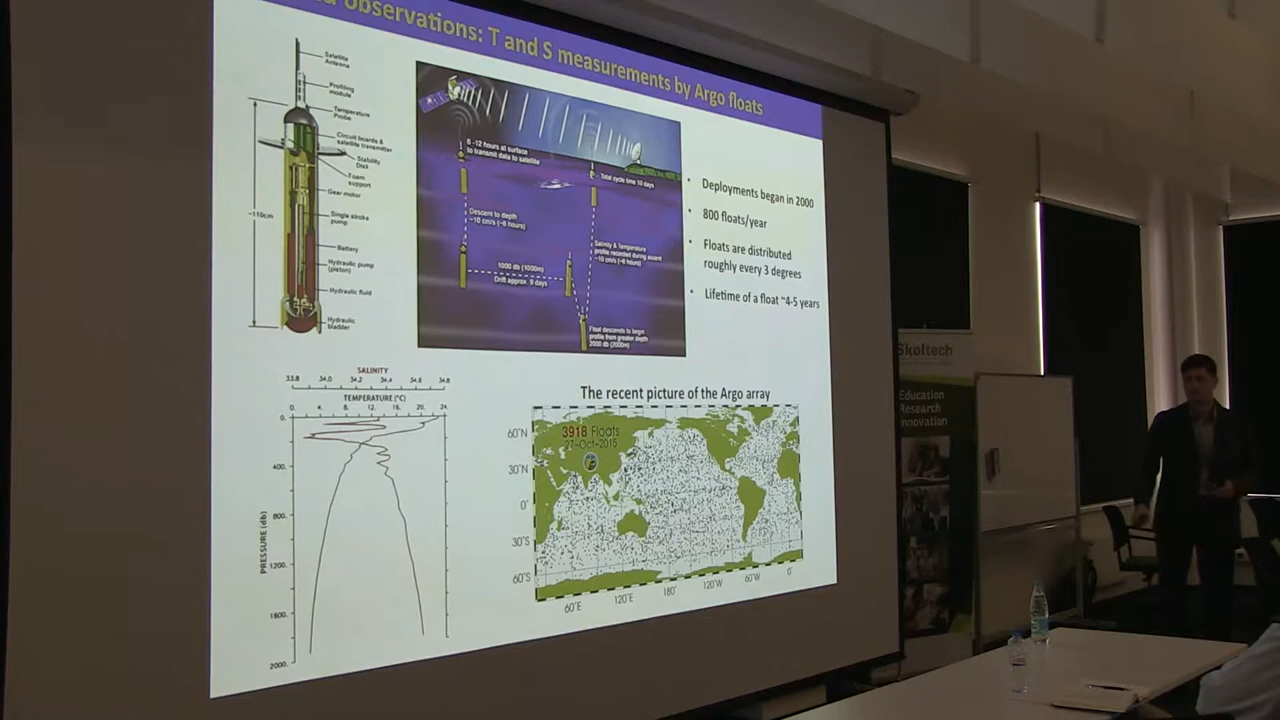 observations: T and S measurements by Argo floats
Satellite
Antenna
Profiling
module
Temperature
Probe
Circuit boards &
satellite transmitter
Stability
Disk
Foam
support
Gear motor
Single stroke
pump
Battery
Hydraulic pump
(piston)
Hydraulic fluid
Hydraulic
bladder
~110cm
6 -12 hours at surface
to transmit data to satellite
Total cycle time 10 days
Descent to depth
~10 cm/s (~6 hours)
Salinity & Temperature
profile recorded during ascent
~10 cm/s (~6 hours)
1000 db (1000m)
Drift approx. 9 days
Float descends to begin
profile from greater depth
2000 db (2000m)
• Deployments began in 2000
• 800 floats/year
• Floats are distributed
roughly every 3 degrees
• Lifetime of a float ~4-5 years
SALINITY
33.8 34.0 34.2 34.4 34.6 34.8
TEMPERATURE (°C)
0. 4. 8. 12. 16. 20. 24.
0.
400.
800.
1200.
1600.
2000.
PRESSURE (db)
The recent picture of the Argo array
3918 Floats
27-Oct-2015
60°N
30°N
0°
30°S
60°S
60°E 120°E 180° 120°W 60°W 0°
Skoltech
Education
Research
Innovation